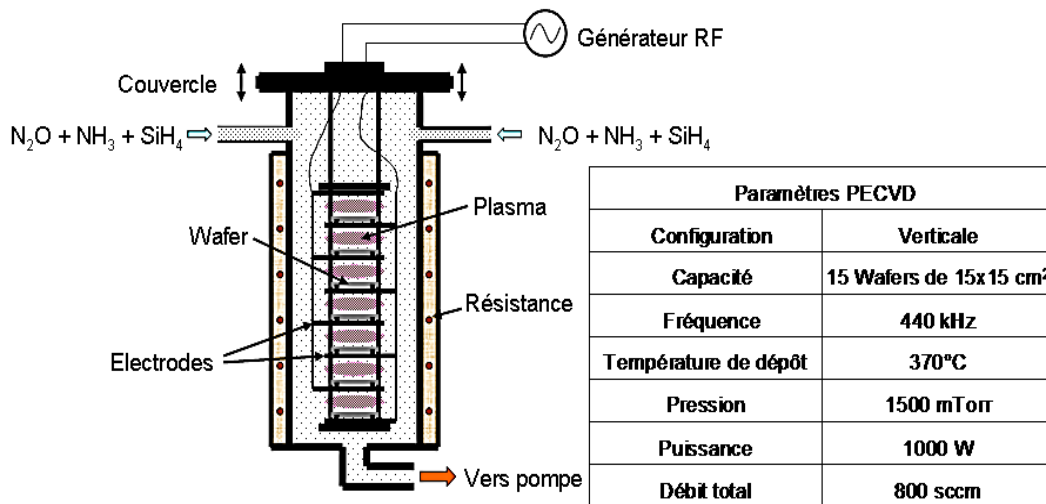 Générateur RF
Couvercle
N₂O + NH₃ + SiH₄
N₂O + NH₃ + SiH₄
Plasma
Wafer
Résistance
Electrodes
Vers pompe
Paramètres PECVD
Configuration Verticale
Capacité 15 Wafers de 15x15 cm²
Fréquence 440 kHz
Température de dépôt 370°C
Pression 1500 mTorr
Puissance 1000 W
Débit total 800 sccm